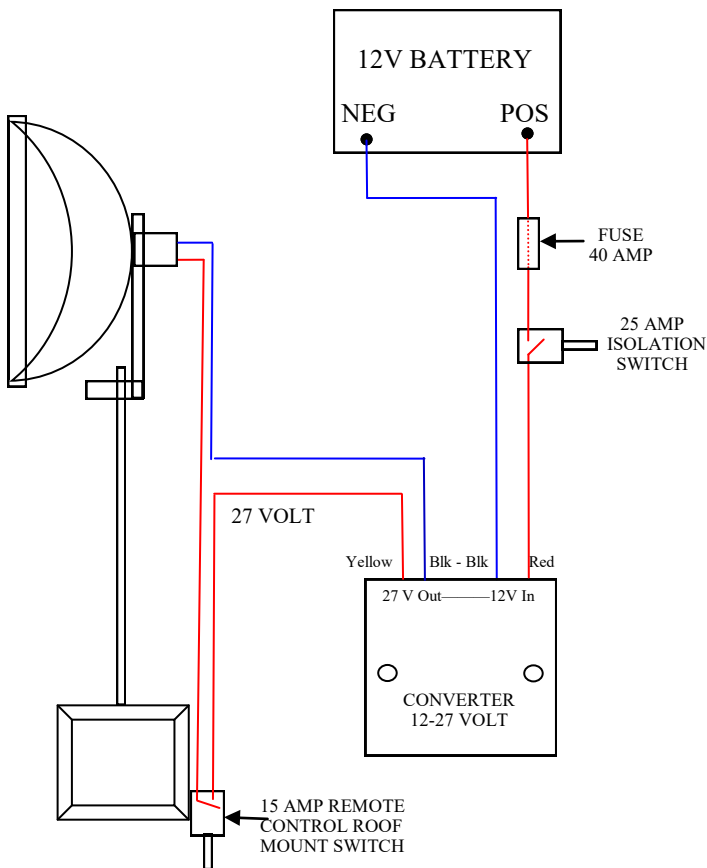 12V BATTERY
NEG
POS
FUSE
40 AMP
25 AMP
ISOLATION
SWITCH
27 VOLT
Yellow
Blk - Blk
Red
27 V Out———12V In
CONVERTER
12-27 VOLT
15 AMP REMOTE
CONTROL ROOF
MOUNT SWITCH